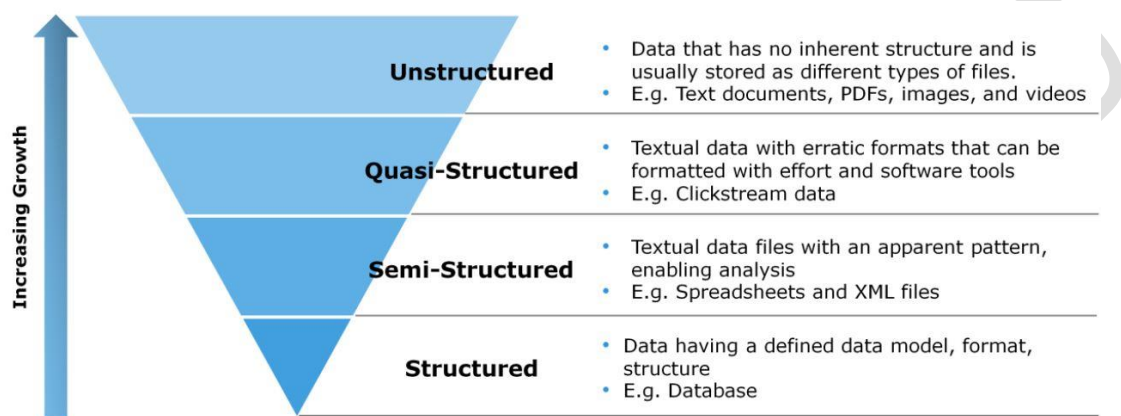 Increasing Growth
Unstructured
• Data that has no inherent structure and is
usually stored as different types of files.
• E.g. Text documents, PDFs, images, and videos
Quasi-Structured
• Textual data with erratic formats that can be
formatted with effort and software tools
• E.g. Clickstream data
Semi-Structured
• Textual data files with an apparent pattern,
enabling analysis
• E.g. Spreadsheets and XML files
Structured
• Data having a defined data model, format,
structure
• E.g. Database